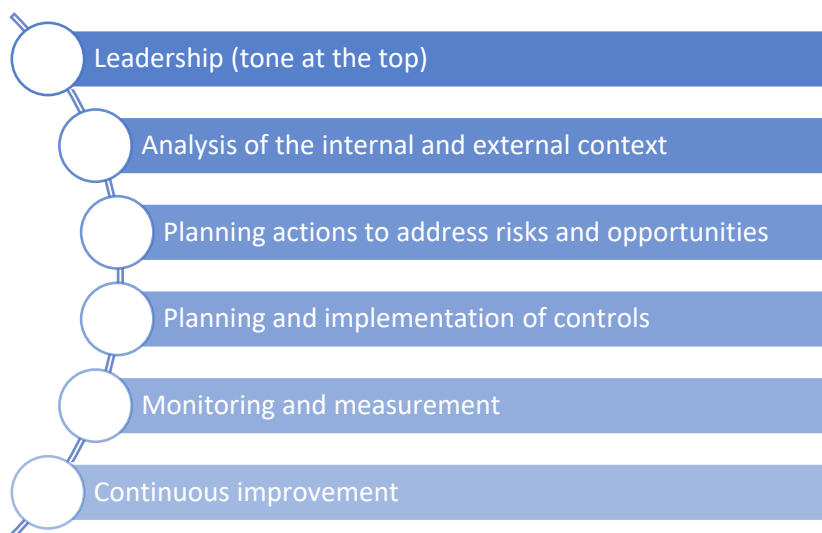 Leadership (tone at the top)
Analysis of the internal and external context
Planning actions to address risks and opportunities
Planning and implementation of controls
Monitoring and measurement
Continuous improvement